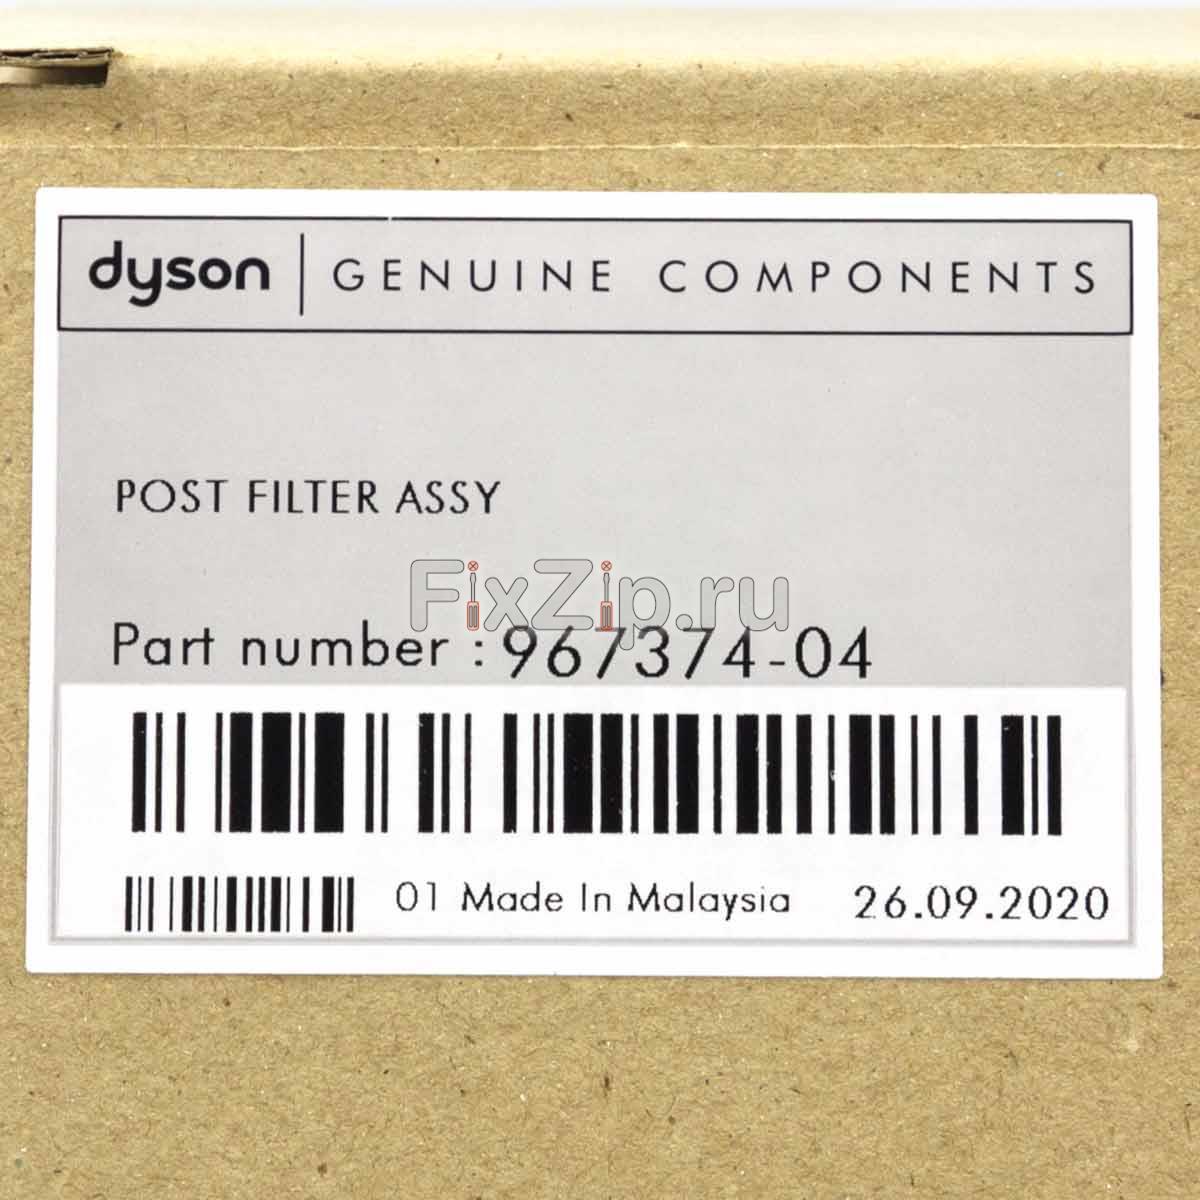 dyson GENUINE COMPONENTS
POST FILTER ASSY
FixZip.ru
Part number : 967374-04
01 Made In Malaysia 26.09.2020